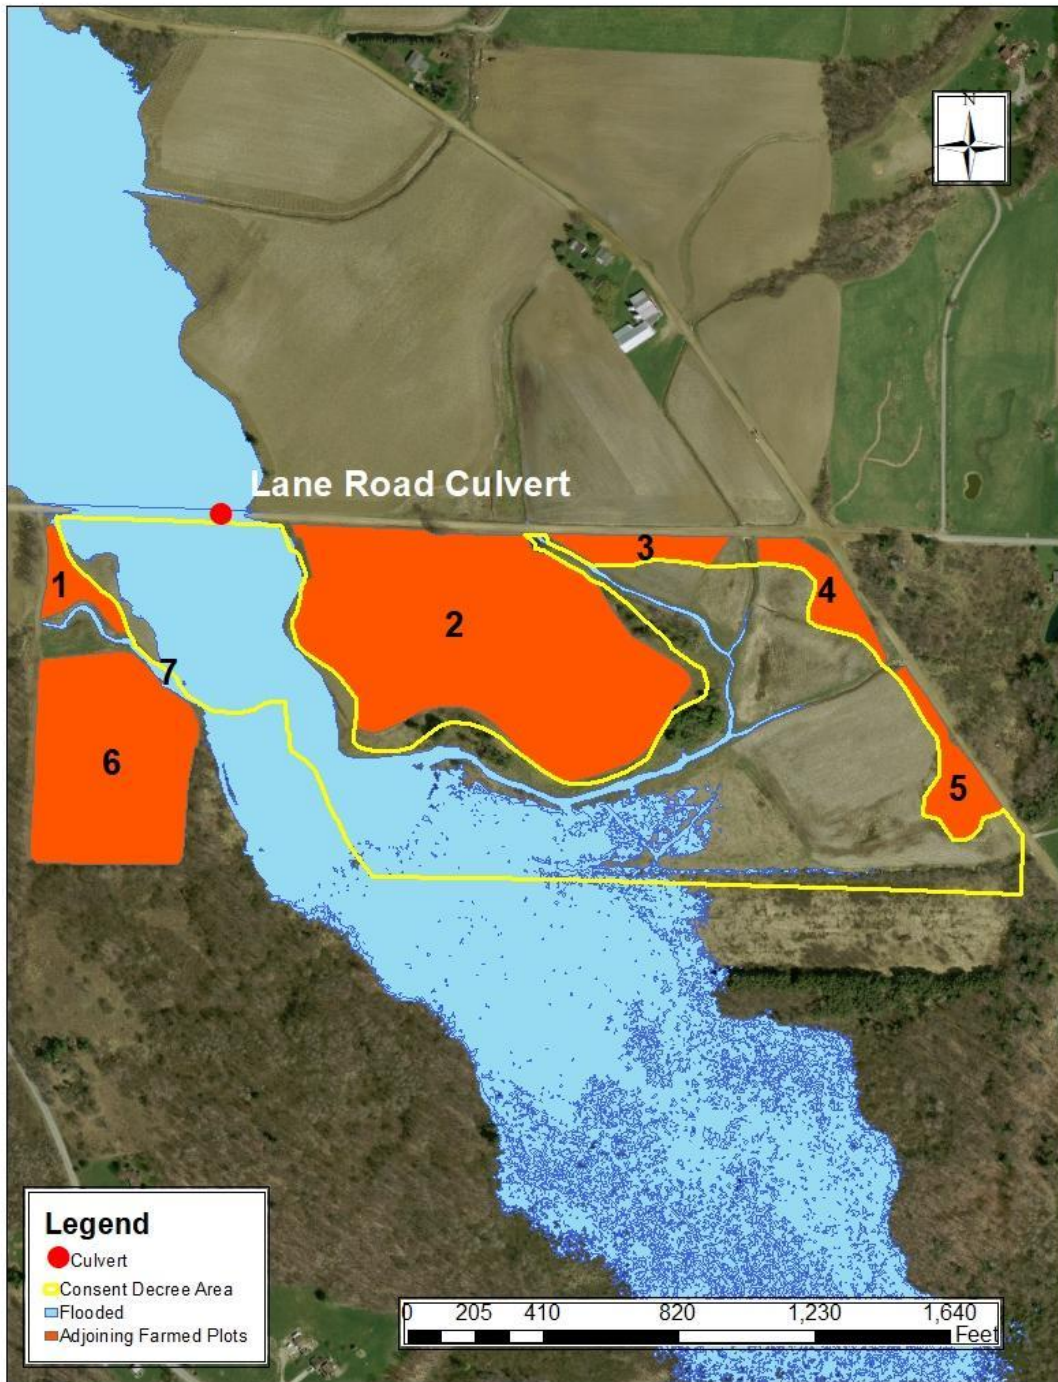 N
Lane Road Culvert
1
2
3
4
5
6
7
Legend
Culvert
Consent Decree Area
Flooded
Adjoining Farmed Plots
0 205 410 820 1,230 1,640
Feet